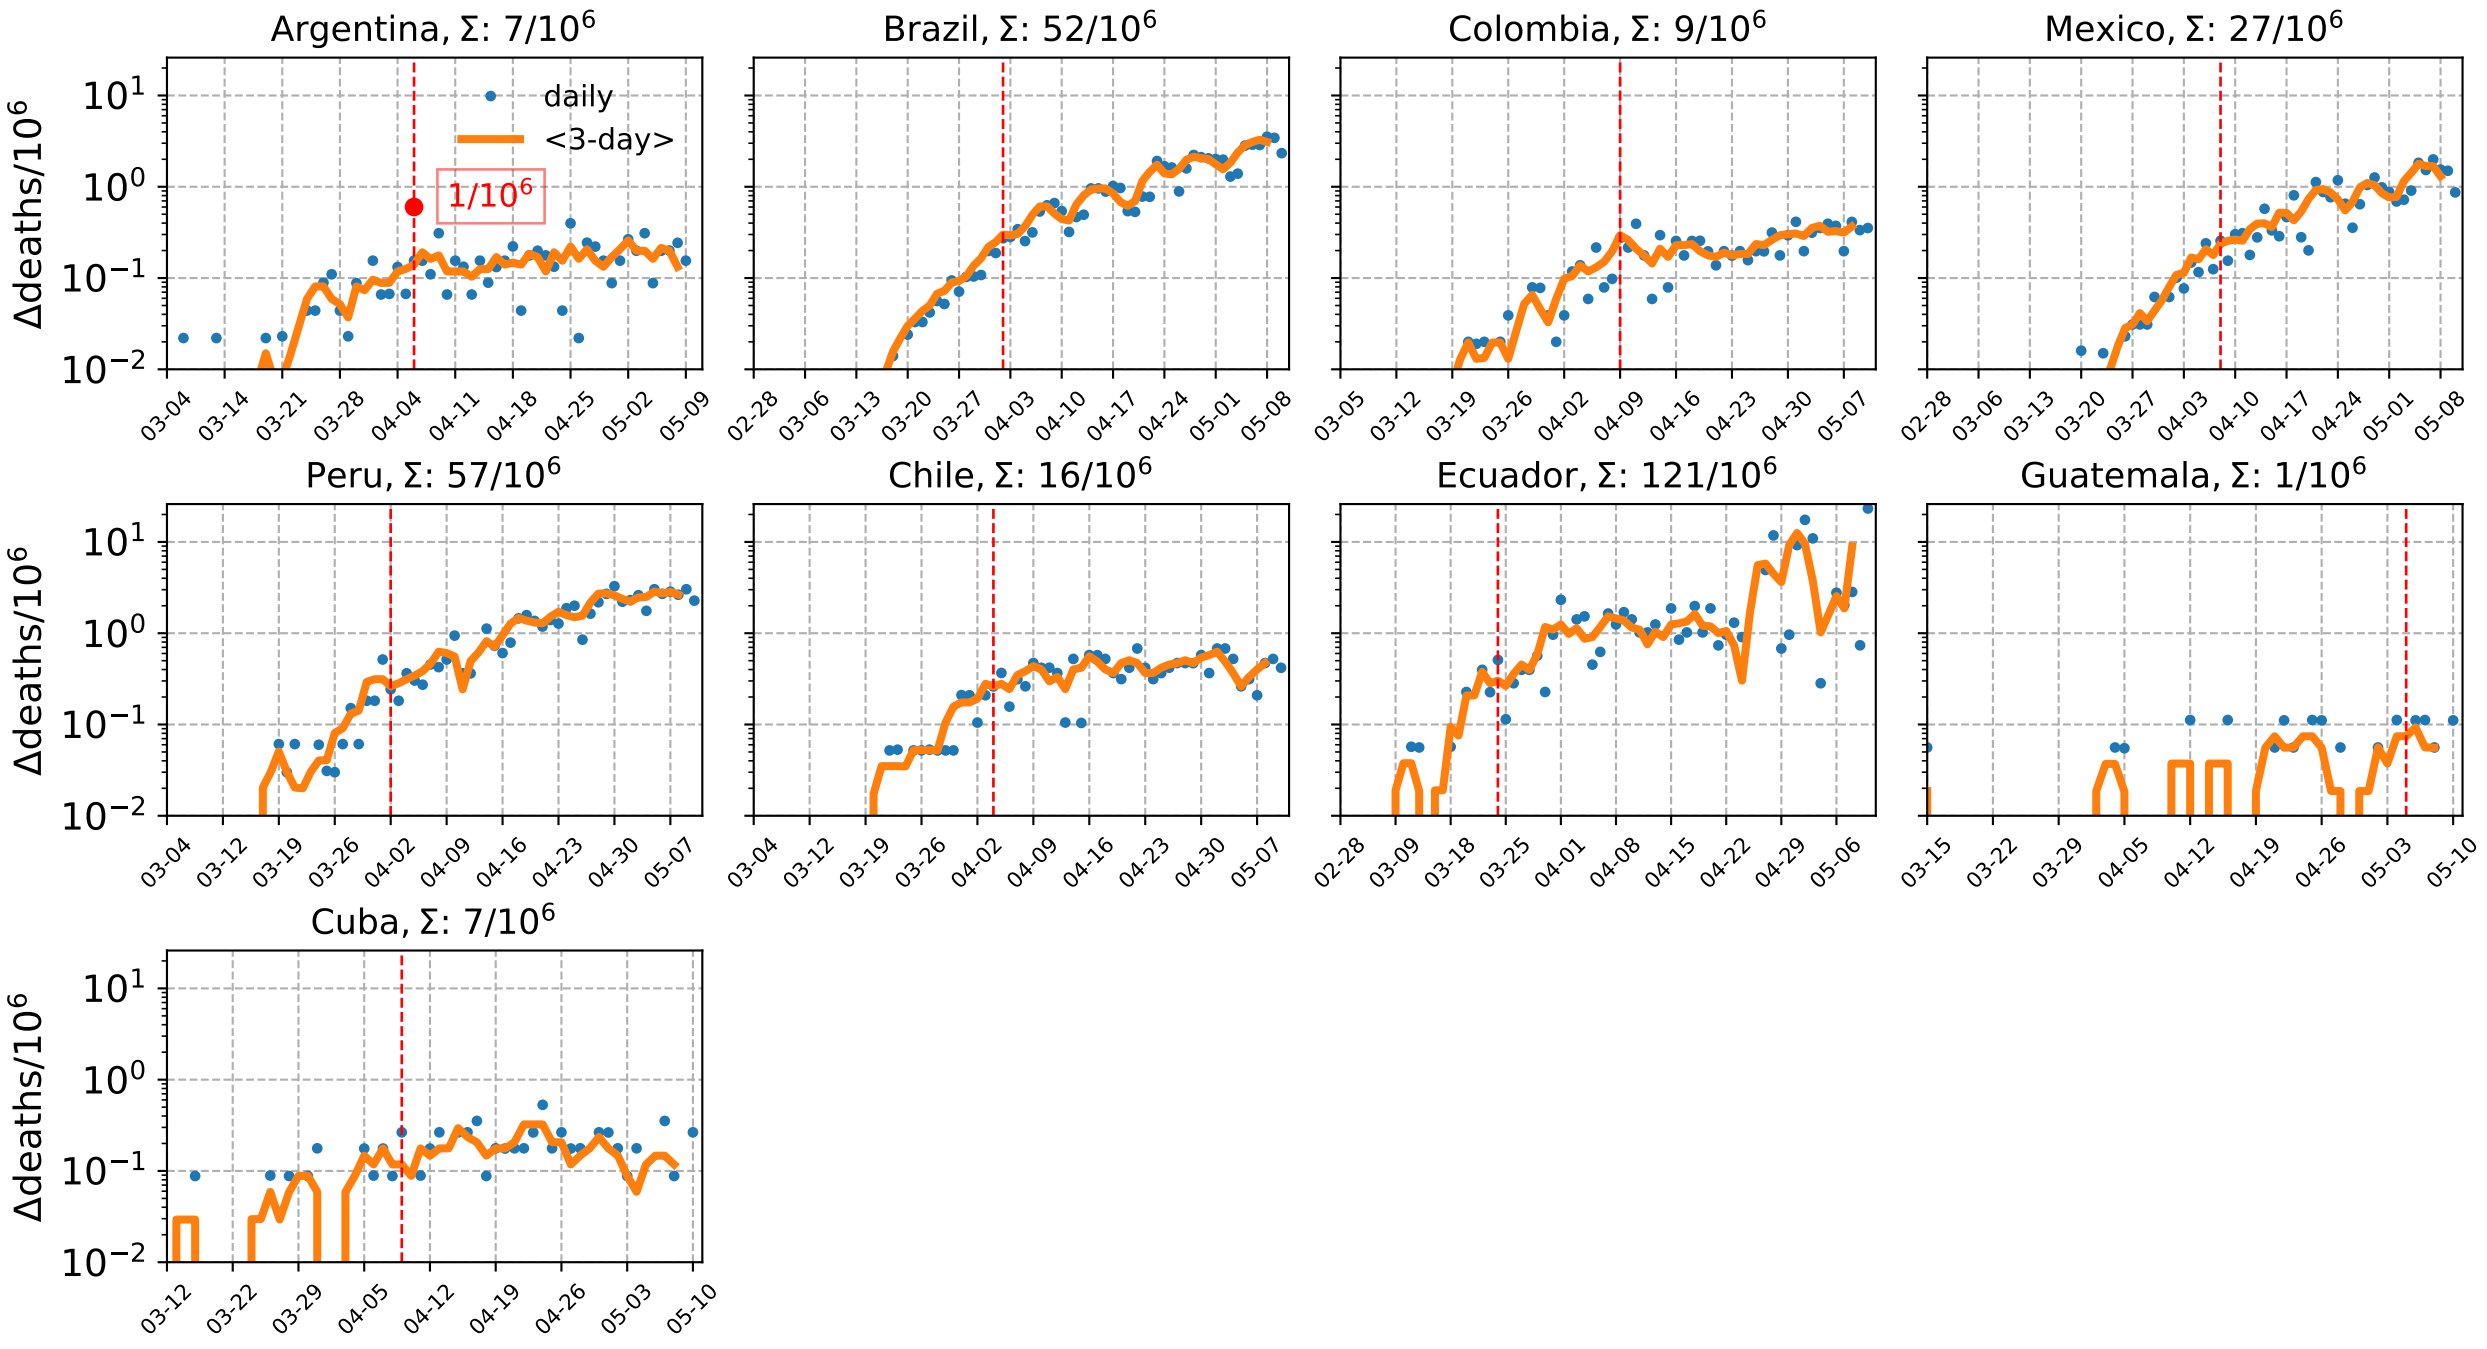 Argentina, Σ: 7/10⁶
Brazil, Σ: 52/10⁶
Colombia, Σ: 9/10⁶
Mexico, Σ: 27/10⁶
Δdeaths/10⁶
10¹
10⁰
10⁻¹
10⁻²
daily
<3-day>
1/10⁶
03-04 03-14 03-21 03-28 04-04 04-11 04-18 04-25 05-02 05-09
02-28 03-06 03-13 03-20 03-27 04-03 04-10 04-17 04-24 05-01 05-08
03-05 03-12 03-19 03-26 04-02 04-09 04-16 04-23 04-30 05-07
02-28 03-06 03-13 03-20 03-27 04-03 04-10 04-17 04-24 05-01 05-08
Peru, Σ: 57/10⁶
Chile, Σ: 16/10⁶
Ecuador, Σ: 121/10⁶
Guatemala, Σ: 1/10⁶
Δdeaths/10⁶
10¹
10⁰
10⁻¹
10⁻²
03-04 03-12 03-19 03-26 04-02 04-09 04-16 04-23 04-30 05-07
03-04 03-12 03-19 03-26 04-02 04-09 04-16 04-23 04-30 05-07
02-28 03-09 03-18 03-25 04-01 04-08 04-15 04-22 04-29 05-06
03-15 03-22 03-29 04-05 04-12 04-19 04-26 05-03 05-10
Cuba, Σ: 7/10⁶
Δdeaths/10⁶
10¹
10⁰
10⁻¹
10⁻²
03-12 03-22 03-29 04-05 04-12 04-19 04-26 05-03 05-10